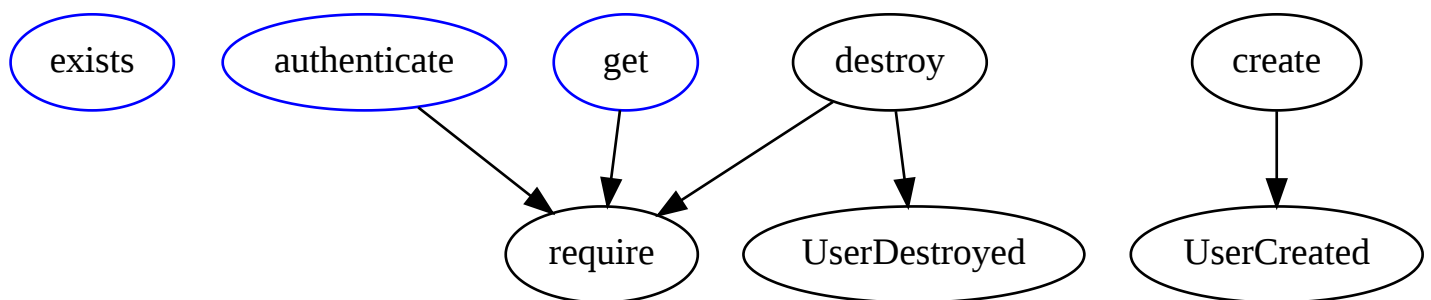 exists
authenticate
get
destroy
create
require
UserDestroyed
UserCreated